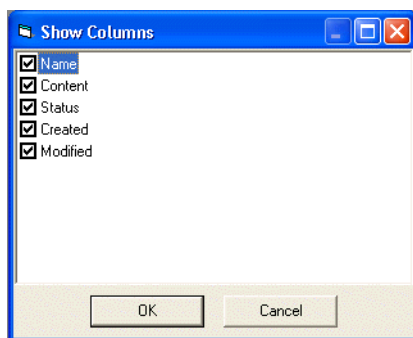 Show Columns
Name
Content
Status
Created
Modified
OK Cancel